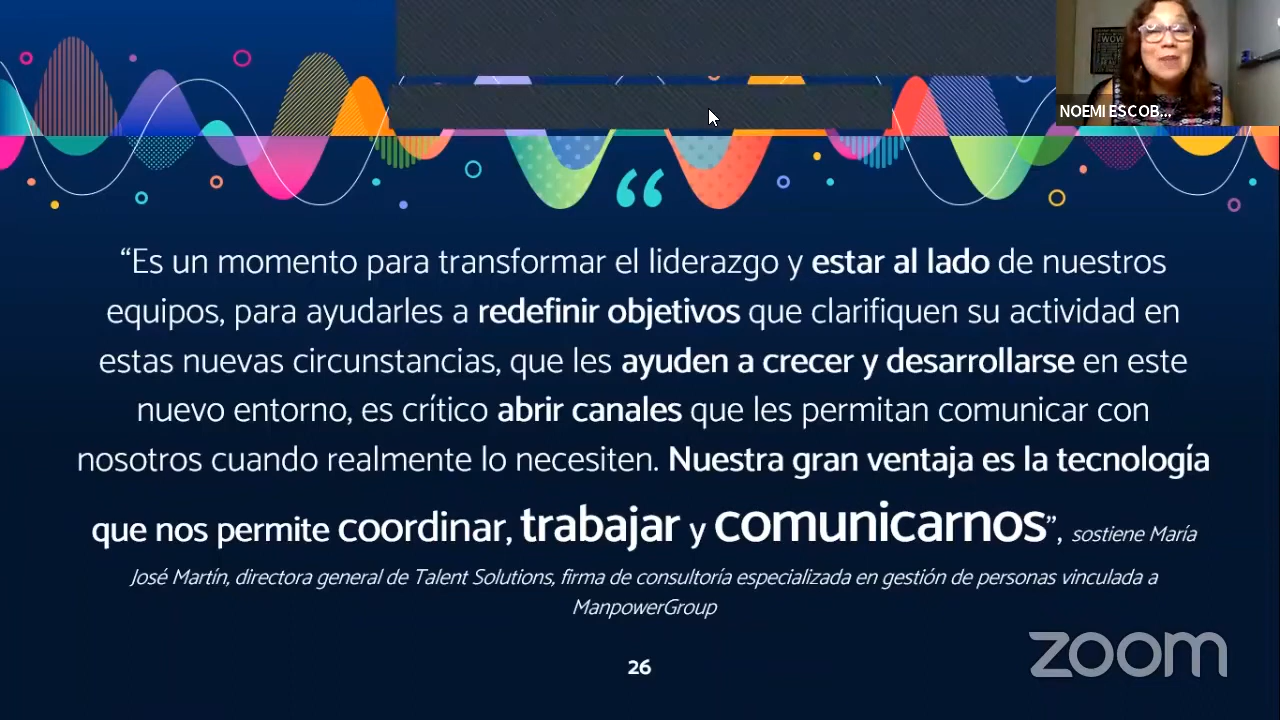 NOEMI ESCOB...
“
“Es un momento para transformar el liderazgo y estar al lado de nuestros
equipos, para ayudarles a redefinir objetivos que clarifiquen su actividad en
estas nuevas circunstancias, que les ayuden a crecer y desarrollarse en este
nuevo entorno, es crítico abrir canales que les permitan comunicar con
nosotros cuando realmente lo necesiten. Nuestra gran ventaja es la tecnología
que nos permite coordinar, trabajar y comunicarnos”, sostiene María
José Martín, directora general de Talent Solutions, firma de consultoría especializada en gestión de personas vinculada a
ManpowerGroup
26
zoom